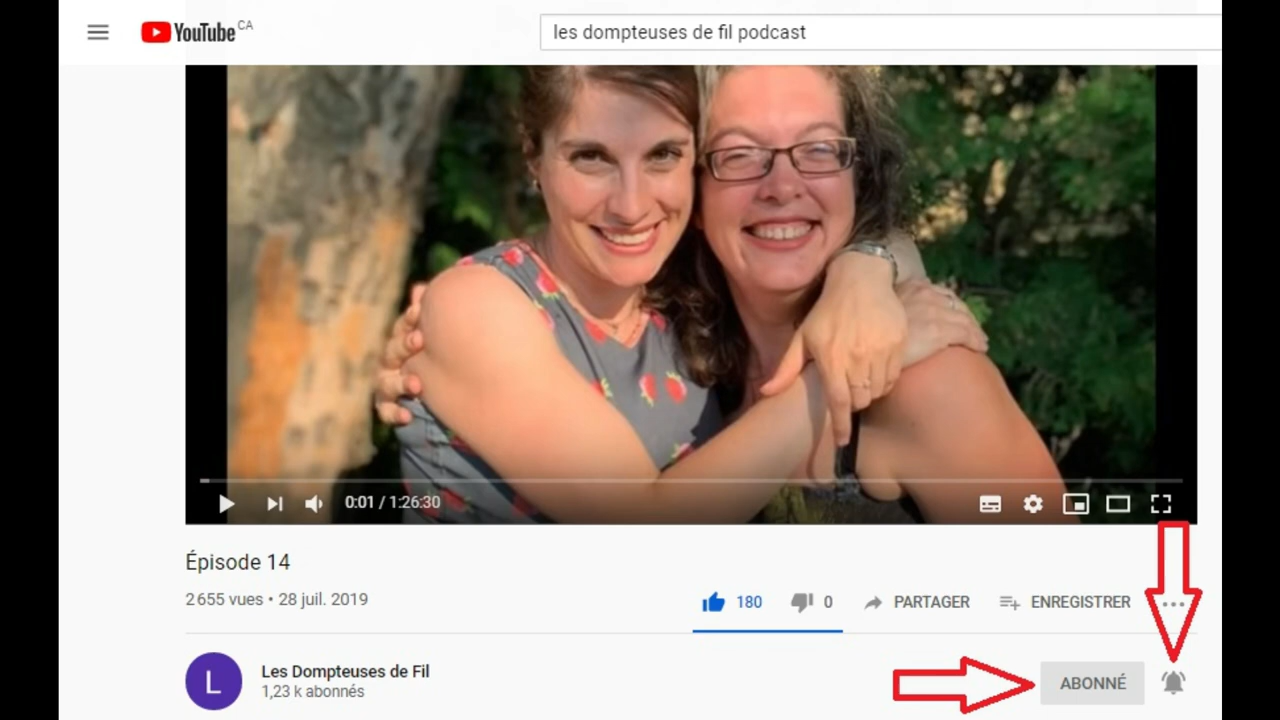 YouTube CA
les dompteuses de fil podcast
0:01 / 1:26:30
Épisode 14
2 655 vues • 28 juil. 2019
180 0 PARTAGER ENREGISTRER
Les Dompteuses de Fil
1,23 k abonnés
L
ABONNÉ